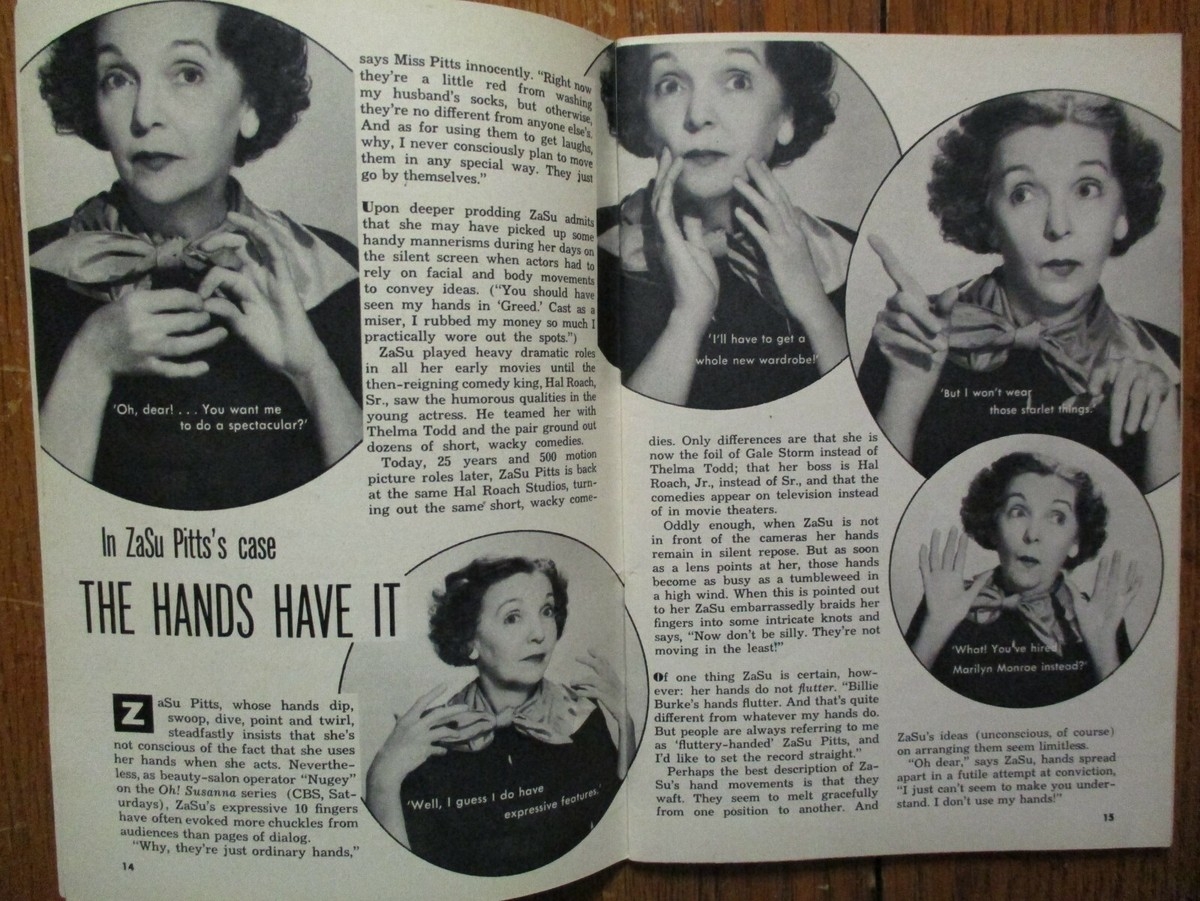 'Oh, dear! . . . You want me
to do a spectacular?'
In ZaSu Pitts's case
THE HANDS HAVE IT
ZaSu Pitts, whose hands dip,
swoop, dive, point and twirl,
steadfastly insists that she's
not conscious of the fact that she uses
her hands when she acts. Neverthe-
less, as beauty-salon operator "Nugey"
on the Oh! Susanna series (CBS, Sat-
urdays), ZaSu's expressive 10 fingers
have often evoked more chuckles from
audiences than pages of dialog.
"Why, they're just ordinary hands,"
14
says Miss Pitts innocently. "Right now
they're a little red from washing
my husband's socks, but otherwise,
they're no different from anyone else's.
And as for using them to get laughs,
why, I never consciously plan to move
them in any special way. They just
go by themselves."
Upon deeper prodding ZaSu admits
that she may have picked up some
handy mannerisms during her days on
the silent screen when actors had to
rely on facial and body movements
to convey ideas. ("You should have
seen my hands in 'Greed.' Cast as a
miser, I rubbed my money so much I
practically wore out the spots.")
ZaSu played heavy dramatic roles
in all her early movies until the
then-reigning comedy king, Hal Roach,
Sr., saw the humorous qualities in the
young actress. He teamed her with
Thelma Todd and the pair ground out
dozens of short, wacky comedies.
Today, 25 years and 500 motion
picture roles later, ZaSu Pitts is back
at the same Hal Roach Studios, turn-
ing out the same short, wacky come-
'Well, I guess I do have
expressive features.'
'I'll have to get a
whole new wardrobe!'
'But I won't wear
those starlet things.'
dies. Only differences are that she is
now the foil of Gale Storm instead of
Thelma Todd; that her boss is Hal
Roach, Jr., instead of Sr., and that the
comedies appear on television instead
of in movie theaters.
Oddly enough, when ZaSu is not
in front of the cameras her hands
remain in silent repose. But as soon
as a lens points at her, those hands
become as busy as a tumbleweed in
a high wind. When this is pointed out
to her ZaSu embarrassedly braids her
fingers into some intricate knots and
says, "Now don't be silly. They're not
moving in the least!"
Of one thing ZaSu is certain, how-
ever: her hands do not flutter. "Billie
Burke's hands flutter. And that's quite
different from whatever my hands do.
But people are always referring to me
as 'fluttery-handed' ZaSu Pitts, and
I'd like to set the record straight."
Perhaps the best description of Za-
Su's hand movements is that they
waft. They seem to melt gracefully
from one position to another. And
'What! You've hired
Marilyn Monroe instead?'
ZaSu's ideas (unconscious, of course)
on arranging them seem limitless.
"Oh dear," says ZaSu, hands spread
apart in a futile attempt at conviction,
"I just can't seem to make you under-
stand. I don't use my hands!"
15